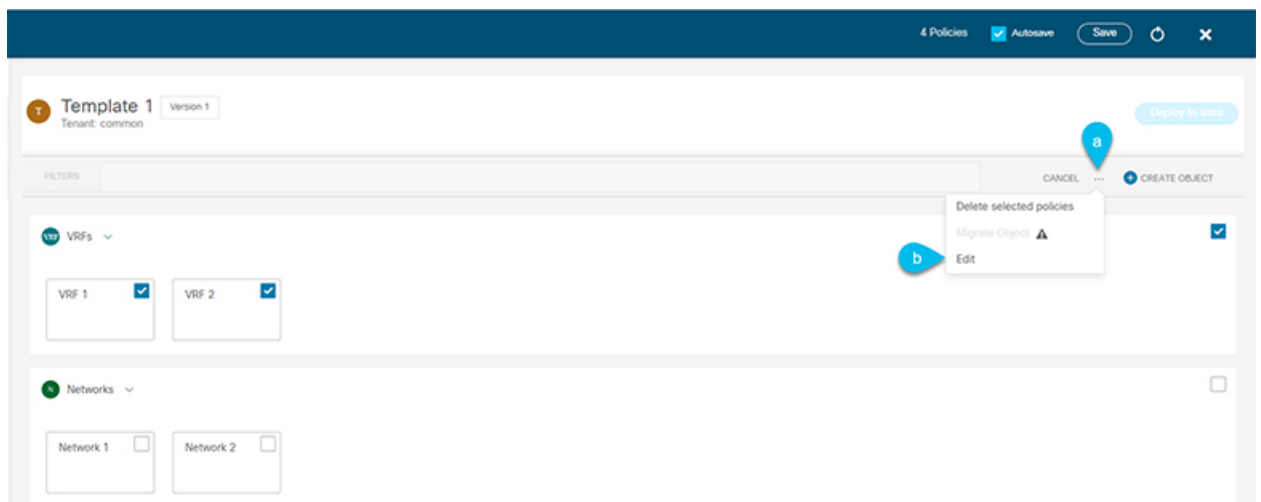 4 Policies Autosave Save
T Template 1 Version 1
Tenant: common
Deploy to sites
a
FILTERS CANCEL ... CREATE OBJECT
Delete selected policies
VRF VRFs Migrate Object
b Edit
VRF 1 VRF 2
N Networks
Network 1 Network 2